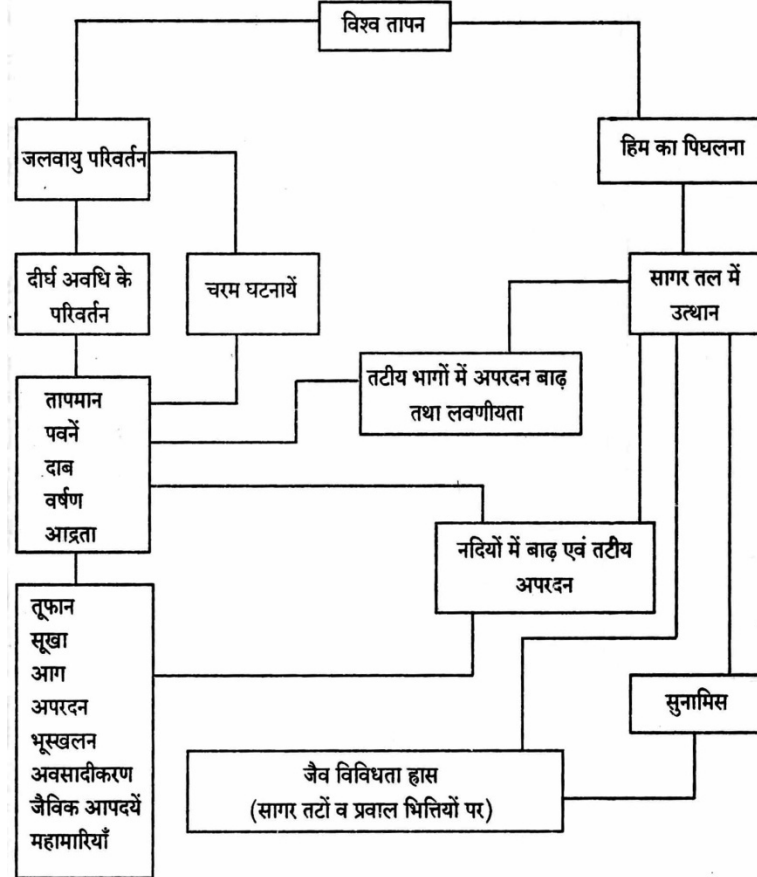 विश्व तापन
जलवायु परिवर्तन
हिम का पिघलना
दीर्घ अवधि के
परिवर्तन
चरम घटनायें
सागर तल में
उत्थान
तापमान
पवनें
दाब
वर्षण
आद्रता
तटीय भागों में अपरदन बाढ़
तथा लवणीयता
नदियों में बाढ़ एवं तटीय
अपरदन
तूफान
सूखा
आग
अपरदन
भूस्खलन
अवसादीकरण
जैविक आपदयें
महामारियाँ
सुनामिस
जैव विविधता ह्रास
(सागर तटों व प्रवाल भित्तियों पर)